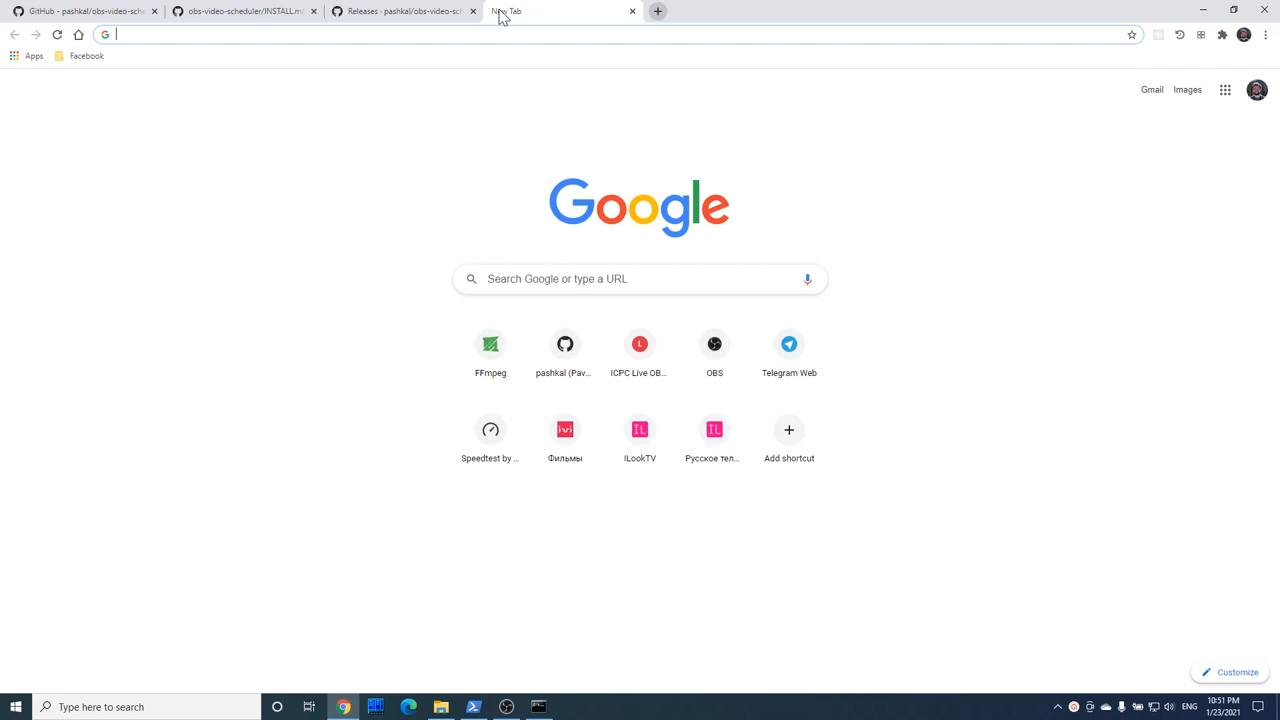 GitHub - pashkal/obs-video-sche
obs-video-scheduler/INSTALL.m
Releases · pashkal/obs-video-sc
New Tab
Apps
Facebook
Gmail
Images
Google
Search Google or type a URL
FFmpeg
pashkal (Pav...
ICPC Live OB...
OBS
Telegram Web
Speedtest by ...
Фильмы
ILookTV
Русское тел...
Add shortcut
Customize
Type here to search
ENG
10:51 PM
1/23/2021